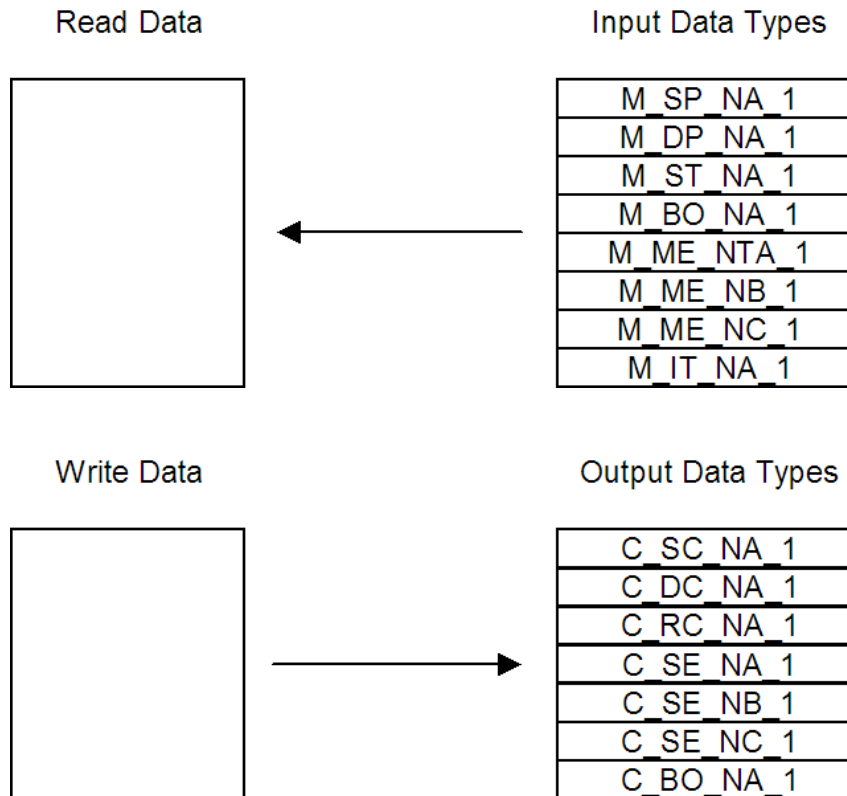 Read Data
Input Data Types
M_SP_NA_1
M_DP_NA_1
M_ST_NA_1
M_BO_NA_1
M_ME_NTA_1
M_ME_NB_1
M_ME_NC_1
M_IT_NA_1
Write Data
Output Data Types
C_SC_NA_1
C_DC_NA_1
C_RC_NA_1
C_SE_NA_1
C_SE_NB_1
C_SE_NC_1
C_BO_NA_1